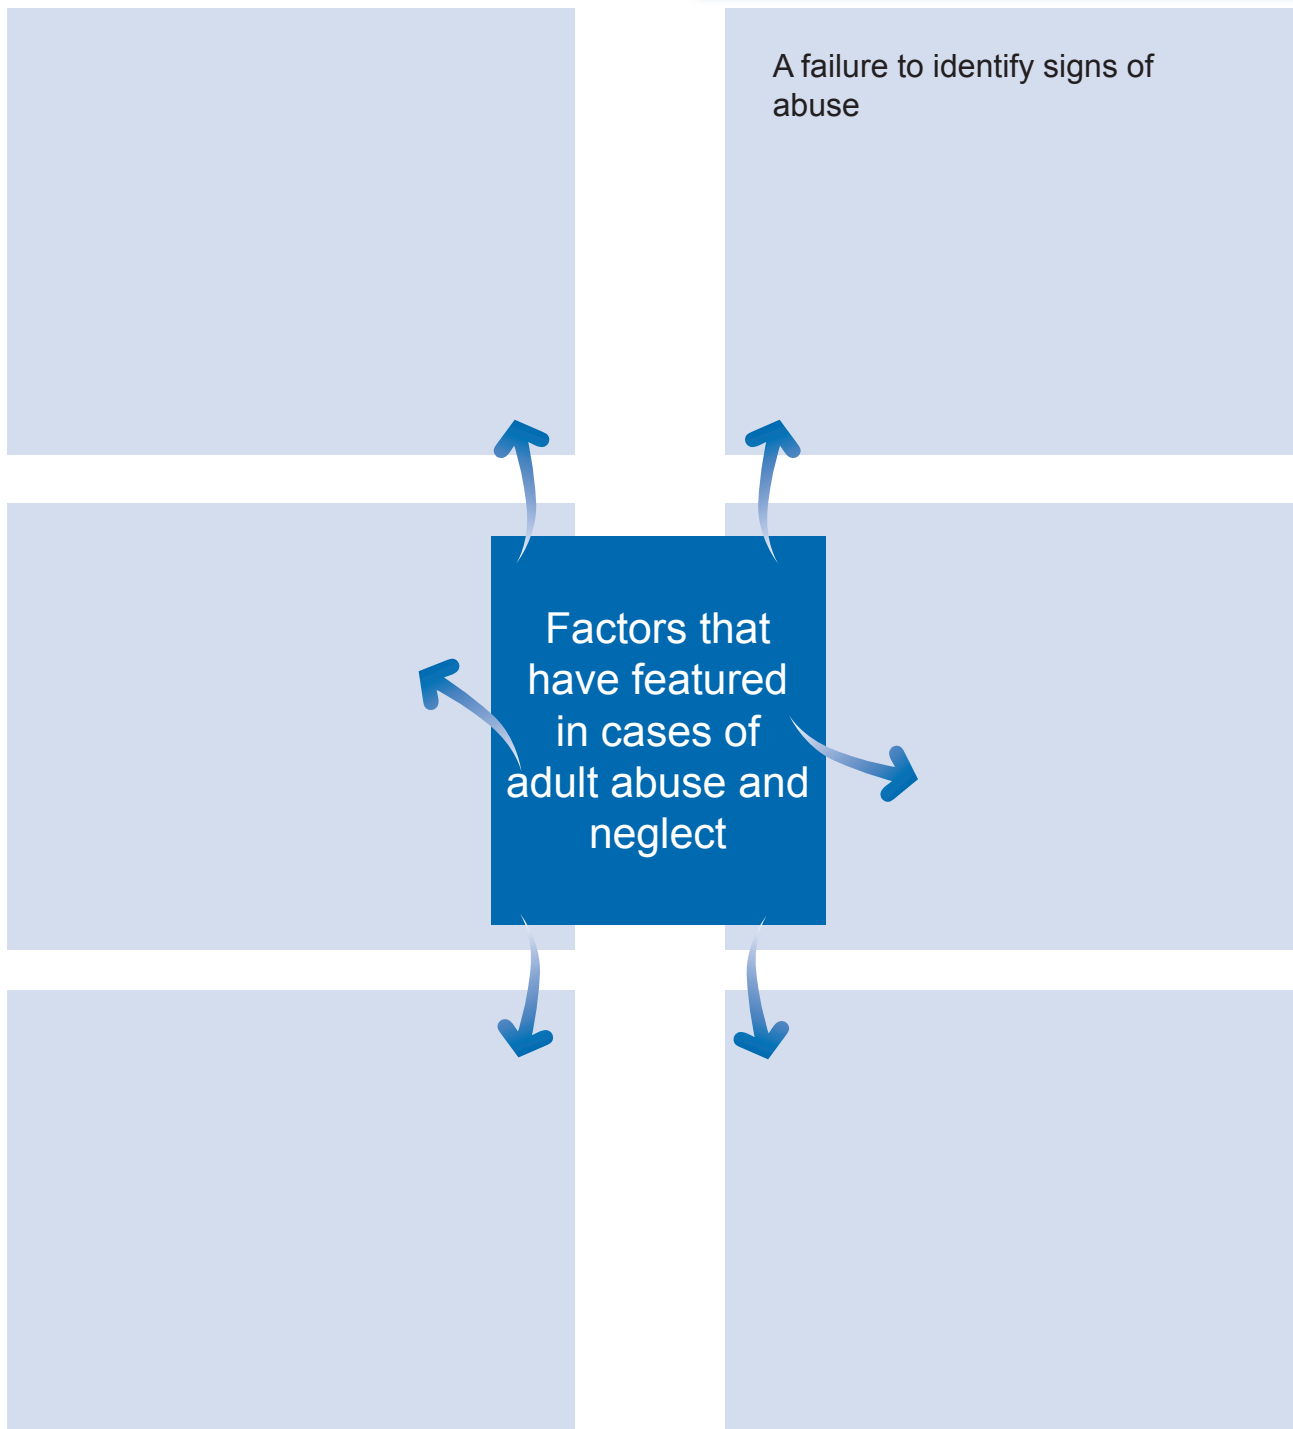 A failure to identify signs of
abuse
Factors that
have featured
in cases of
adult abuse and
neglect